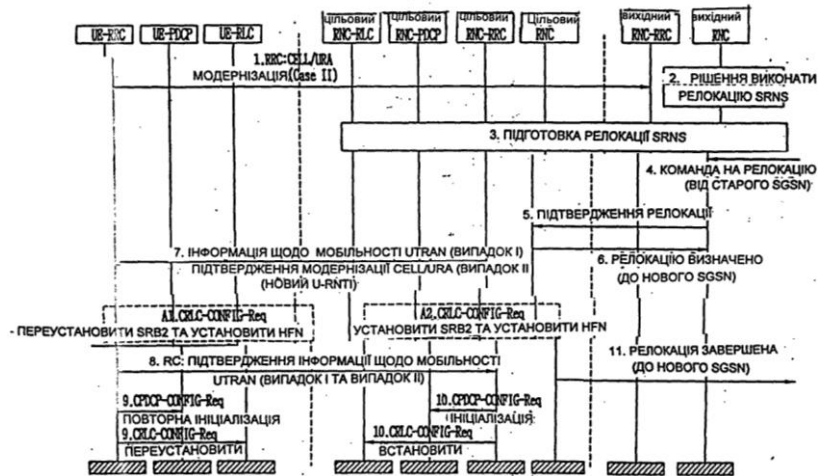 UE-RRC
UE-PDCP
UE-RLC
ЦІЛЬОВИЙ
RNC-RLC
ЦІЛЬОВИЙ
RNC-PDCP
ЦІЛЬОВИЙ
RNC-RRC
ЦІЛЬОВИЙ
RNC
ВИХІДНИЙ
RNC-RRC
ВИХІДНИЙ
RNC
1.RRC:CELL/URA
МОДЕРНІЗАЦІЯ(Case II)
2. РІШЕННЯ ВИКОНАТИ
РЕЛОКАЦІЮ SRNS
3. ПІДГОТОВКА РЕЛОКАЦІЇ SRNS
4. КОМАНДА НА РЕЛОКАЦІЮ
(ВІД СТАРОГО SGSN)
5. ПІДТВЕРДЖЕННЯ РЕЛОКАЦІЇ
6. РЕЛОКАЦІЮ ВИЗНАЧЕНО
(ДО НОВОГО SGSN)
7. ІНФОРМАЦІЯ ЩОДО МОБІЛЬНОСТІ UTRAN (ВИПАДОК I)
ПІДТВЕРДЖЕННЯ МОДЕРНІЗАЦІЇ CELL/URA (ВИПАДОК II
(НОВИЙ U-RNTI)
A1.CRLC-CONFIG-Req
ПЕРЕУСТАНОВИТИ SRB2 ТА УСТАНОВИТИ HFN
A2.CRLC-CONFIG-Req
УСТАНОВИТИ SRB2 ТА УСТАНОВИТИ HFN
8. RC: ПІДТВЕРДЖЕННЯ ІНФОРМАЦІЇ ЩОДО МОБІЛЬНОСТІ
UTRAN (ВИПАДОК I ТА ВИПАДОК II)
11. РЕЛОКАЦІЯ ЗАВЕРШЕНА
(ДО НОВОГО SGSN)
9.CPDCP-CONFIG-Req
ПОВТОРНА ІНІЦІАЛІЗАЦІЯ
10.CPDCP-CONFIG-Req
ІНІЦІАЛІЗАЦІЯ
9.CRLC-CONFIG-Req
ПЕРЕУСТАНОВИТИ
10.CRLC-CONFIG-Req
ВСТАНОВИТИ